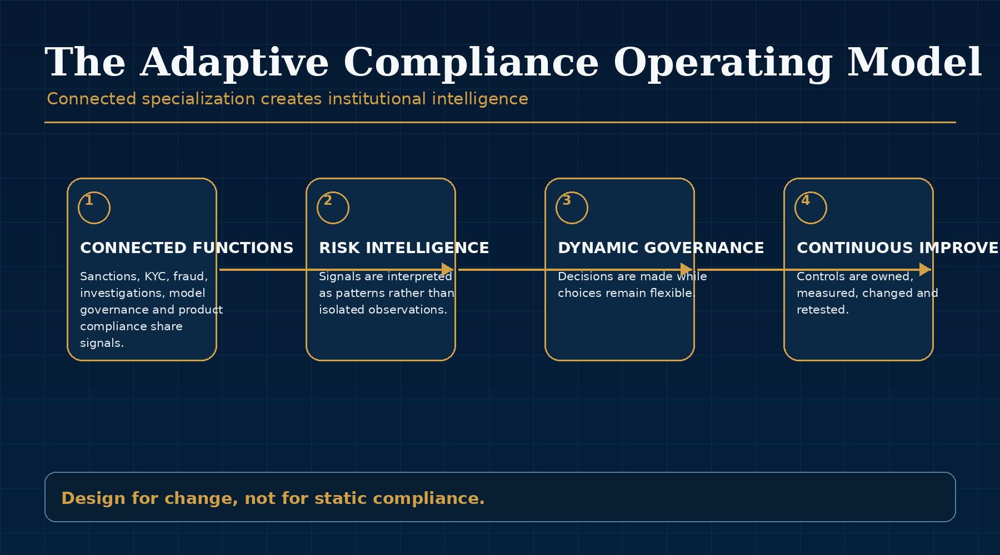 The Adaptive Compliance Operating Model
Connected specialization creates institutional intelligence
1
CONNECTED FUNCTIONS
Sanctions, KYC, fraud,
investigations, model
governance and product
compliance share
signals.
2
RISK INTELLIGENCE
Signals are interpreted
as patterns rather than
isolated observations.
3
DYNAMIC GOVERNANCE
Decisions are made while
choices remain flexible.
4
CONTINUOUS IMPROVE
Controls are owned,
measured, changed and
retested.
Design for change, not for static compliance.